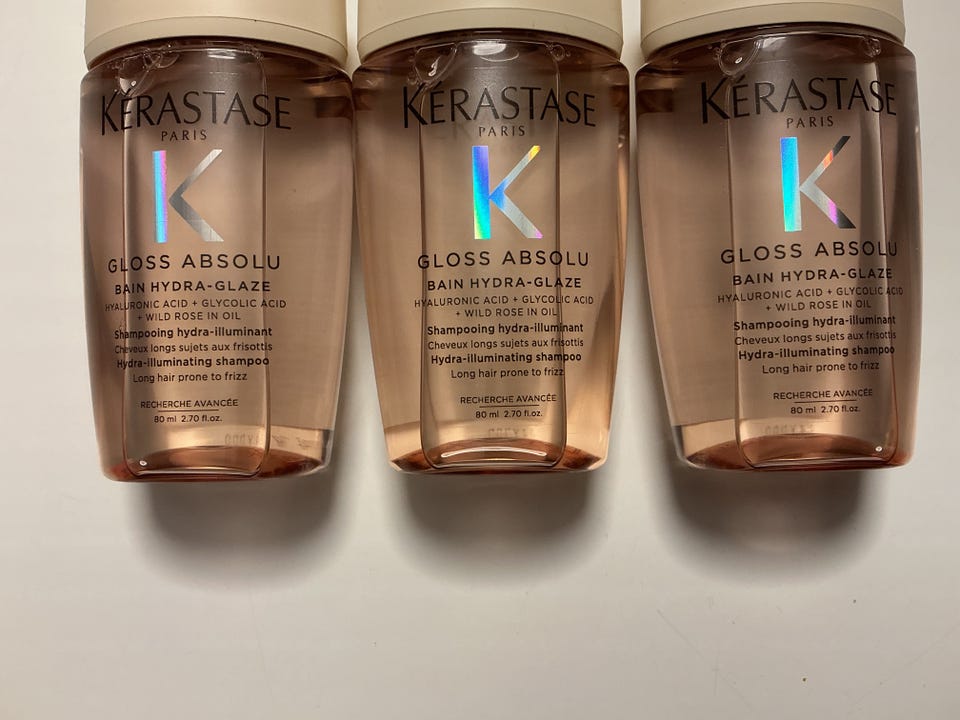 KÉRASTASE
PARIS
K
GLOSS ABSOLU
BAIN HYDRA-GLAZE
HYALURONIC ACID + GLYCOLIC ACID
+ WILD ROSE IN OIL
Shampooing hydra-illuminant
Cheveux longs sujets aux frisottis
Hydra-illuminating shampoo
Long hair prone to frizz
RECHERCHE AVANCÉE
80 ml 2.70 fl.oz.
KÉRASTASE
PARIS
K
GLOSS ABSOLU
BAIN HYDRA-GLAZE
HYALURONIC ACID + GLYCOLIC ACID
+ WILD ROSE IN OIL
Shampooing hydra-illuminant
Cheveux longs sujets aux frisottis
Hydra-illuminating shampoo
Long hair prone to frizz
RECHERCHE AVANCÉE
80 ml 2.70 fl.oz.
KÉRASTASE
PARIS
K
GLOSS ABSOLU
BAIN HYDRA-GLAZE
HYALURONIC ACID + GLYCOLIC ACID
+ WILD ROSE IN OIL
Shampooing hydra-illuminant
Cheveux longs sujets aux frisottis
Hydra-illuminating shampoo
Long hair prone to frizz
RECHERCHE AVANCÉE
80 ml 2.70 fl.oz.